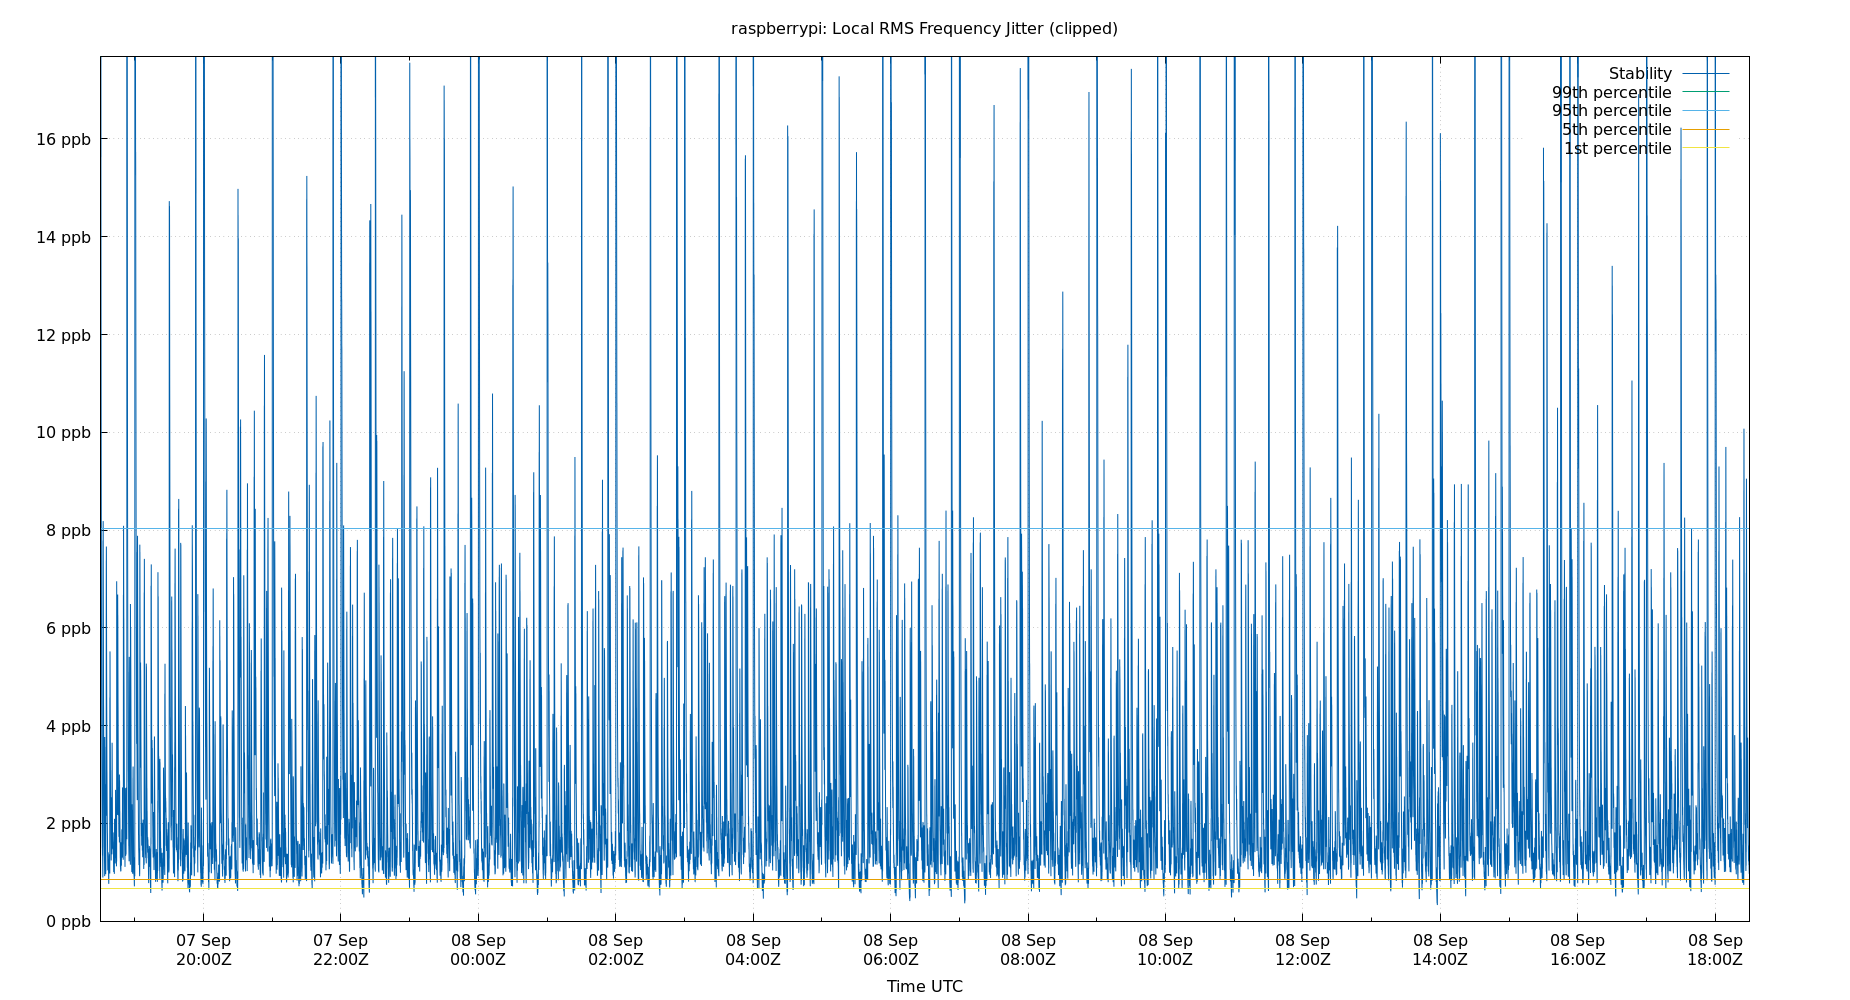 raspberrypi: Local RMS Frequency Jitter (clipped)
Stability
99th percentile
95th percentile
5th percentile
1st percentile
16 ppb
14 ppb
12 ppb
10 ppb
8 ppb
6 ppb
4 ppb
2 ppb
0 ppb
07 Sep 07 Sep 08 Sep 08 Sep 08 Sep 08 Sep 08 Sep 08 Sep 08 Sep 08 Sep 08 Sep 08 Sep
20:00Z 22:00Z 00:00Z 02:00Z 04:00Z 06:00Z 08:00Z 10:00Z 12:00Z 14:00Z 16:00Z 18:00Z
Time UTC